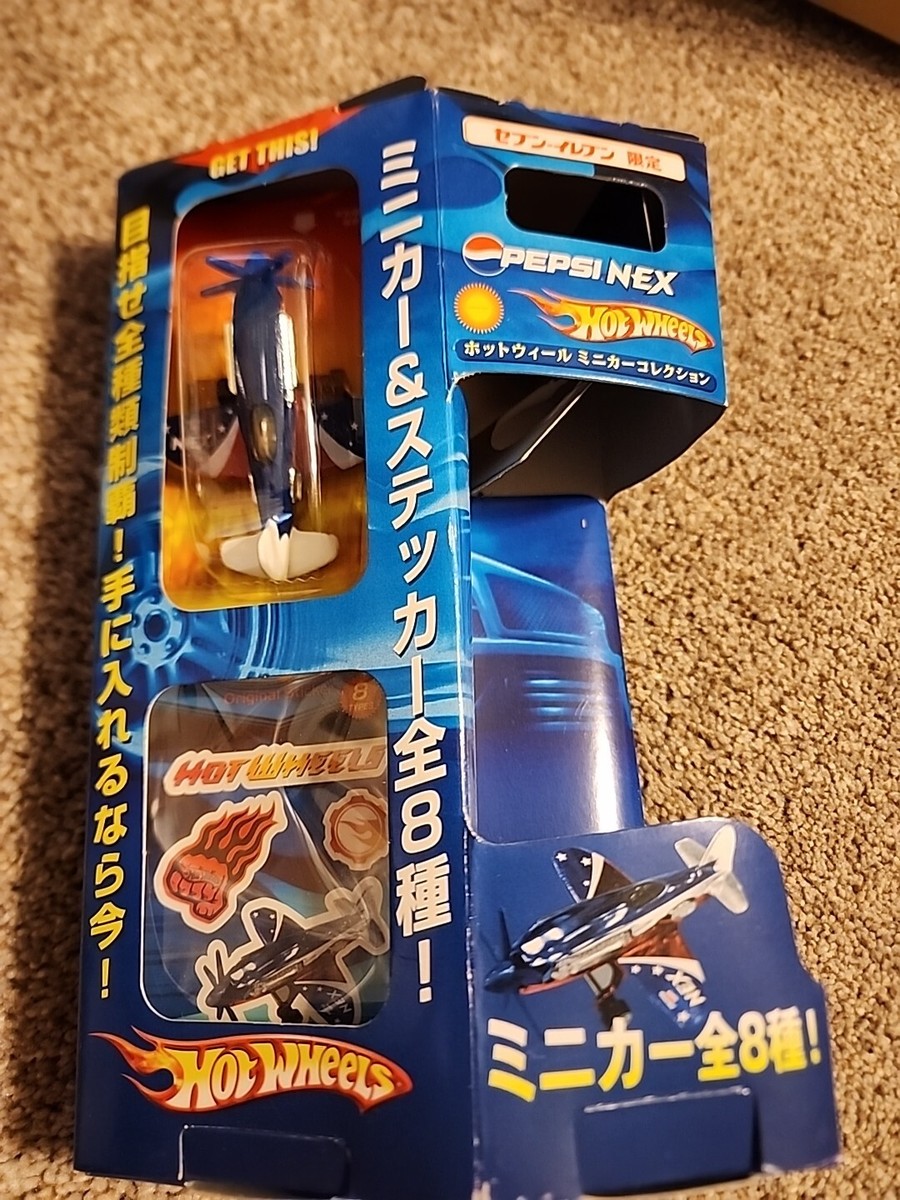 GET THIS!
目指せ全種類制覇！手に入れるなら今！
ミニカー&ステッカー全8種！
セブン-イレブン 限定
PEPSI NEX
HOT WHEELS
ホットウィール ミニカーコレクション
Original
8
HOT WHEELS
NEX
ミニカー全8種！
HOT WHEELS